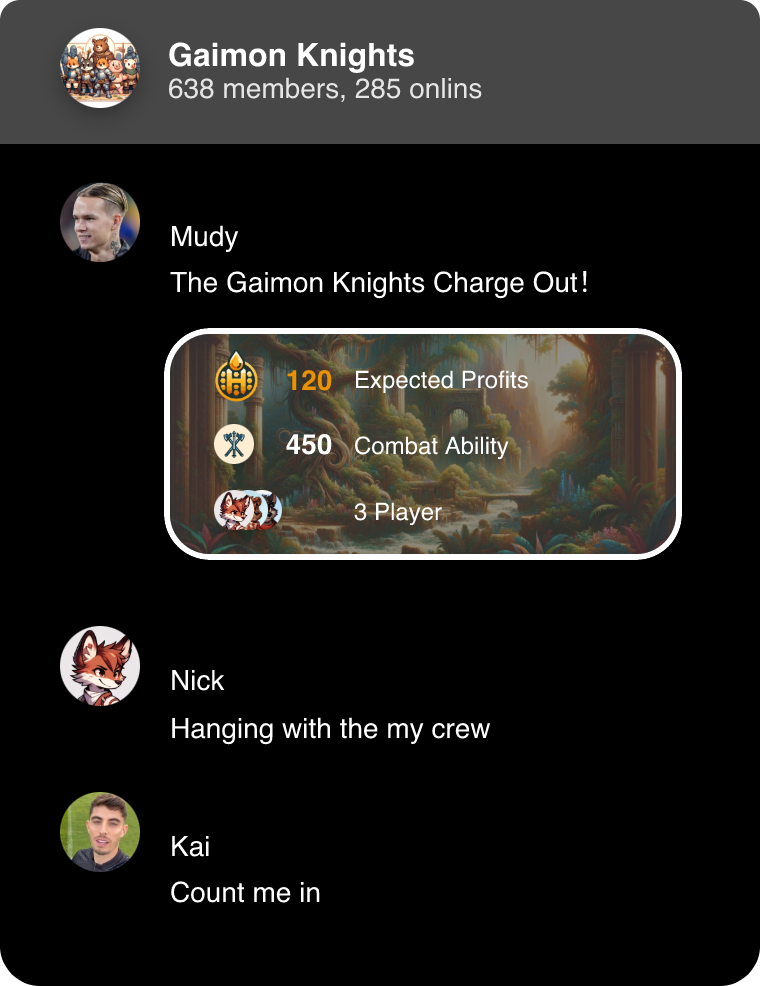 Gaimon Knights
638 members, 285 onlins
Mudy
The Gaimon Knights Charge Out!
120 Expected Profits
450 Combat Ability
3 Player
Nick
Hanging with the my crew
Kai
Count me in